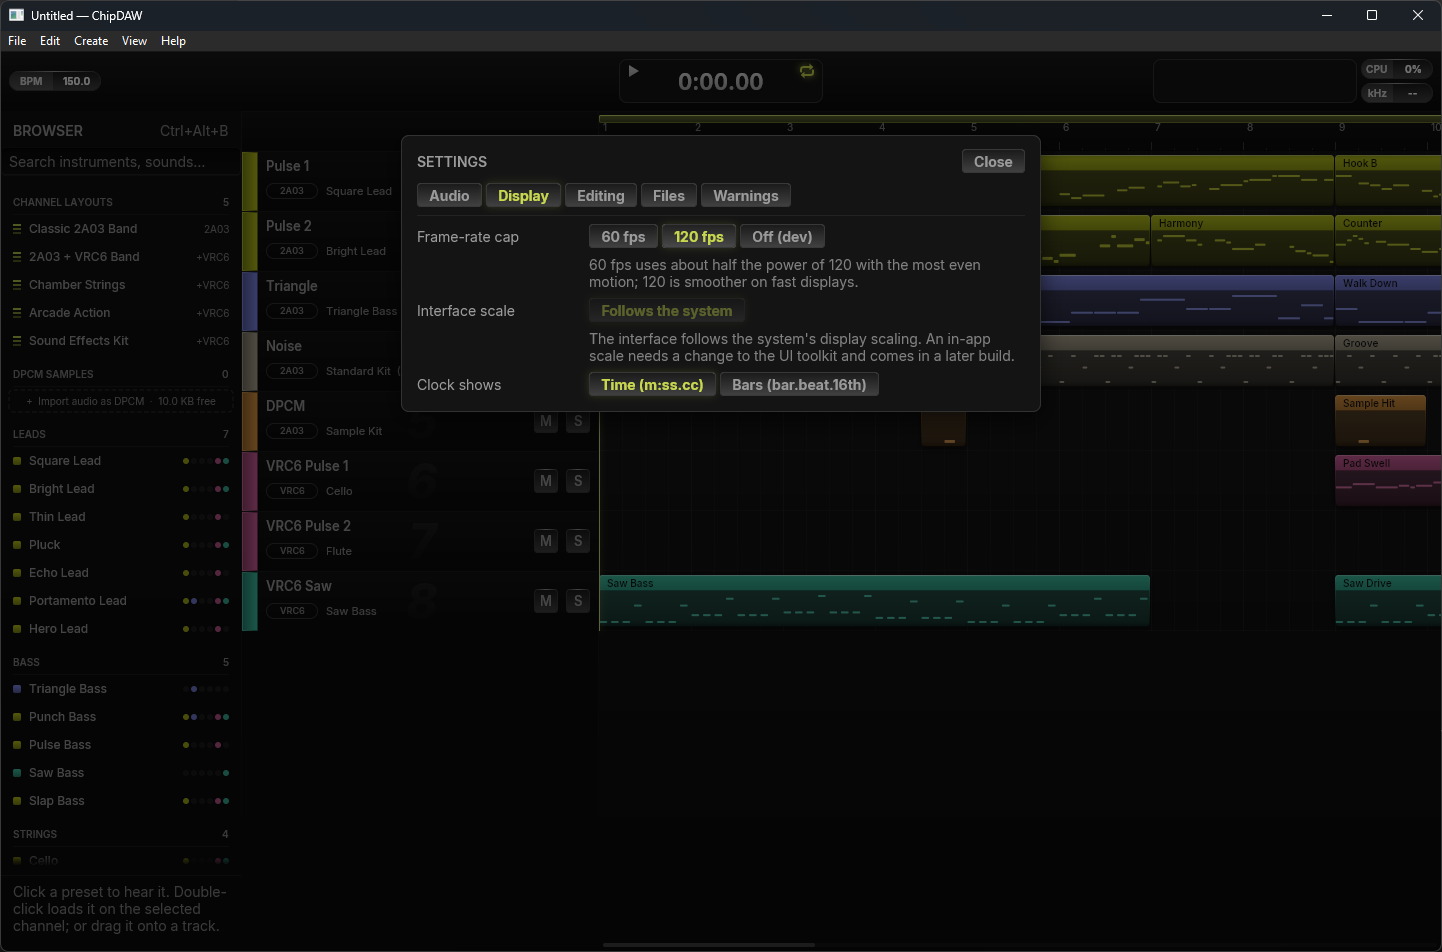 Untitled — ChipDAW
File Edit Create View Help
BPM 150.0
0:00.00
CPU 0%
kHz --
BROWSER Ctrl+Alt+B
Search instruments, sounds...
CHANNEL LAYOUTS 5
Classic 2A03 Band 2A03
2A03 + VRC6 Band +VRC6
Chamber Strings +VRC6
Arcade Action +VRC6
Sound Effects Kit +VRC6
DPCM SAMPLES 0
+ Import audio as DPCM · 10.0 KB free
LEADS 7
Square Lead
Bright Lead
Thin Lead
Pluck
Echo Lead
Portamento Lead
Hero Lead
BASS 5
Triangle Bass
Punch Bass
Pulse Bass
Saw Bass
Slap Bass
STRINGS 4
Cello
Click a preset to hear it. Double-
click loads it on the selected
channel; or drag it onto a track.
1 2 3 4 5 6 7 8 9 10
Pulse 1
2A03 Square Lead
Pulse 2
2A03 Bright Lead
Triangle
2A03 Triangle Bass
Noise
2A03 Standard Kit (
DPCM
2A03 Sample Kit
M S
VRC6 Pulse 1
VRC6 Cello
6
M S
VRC6 Pulse 2
VRC6 Flute
7
M S
VRC6 Saw
VRC6 Saw Bass
8
M S
SETTINGS Close
Audio Display Editing Files Warnings
Frame-rate cap 60 fps 120 fps Off (dev)
60 fps uses about half the power of 120 with the most even
motion; 120 is smoother on fast displays.
Interface scale Follows the system
The interface follows the system's display scaling. An in-app
scale needs a change to the UI toolkit and comes in a later build.
Clock shows Time (m:ss.cc) Bars (bar.beat.16th)
Hook B
Harmony Counter
Walk Down
Groove
Sample Hit
Pad Swell
Saw Bass Saw Drive